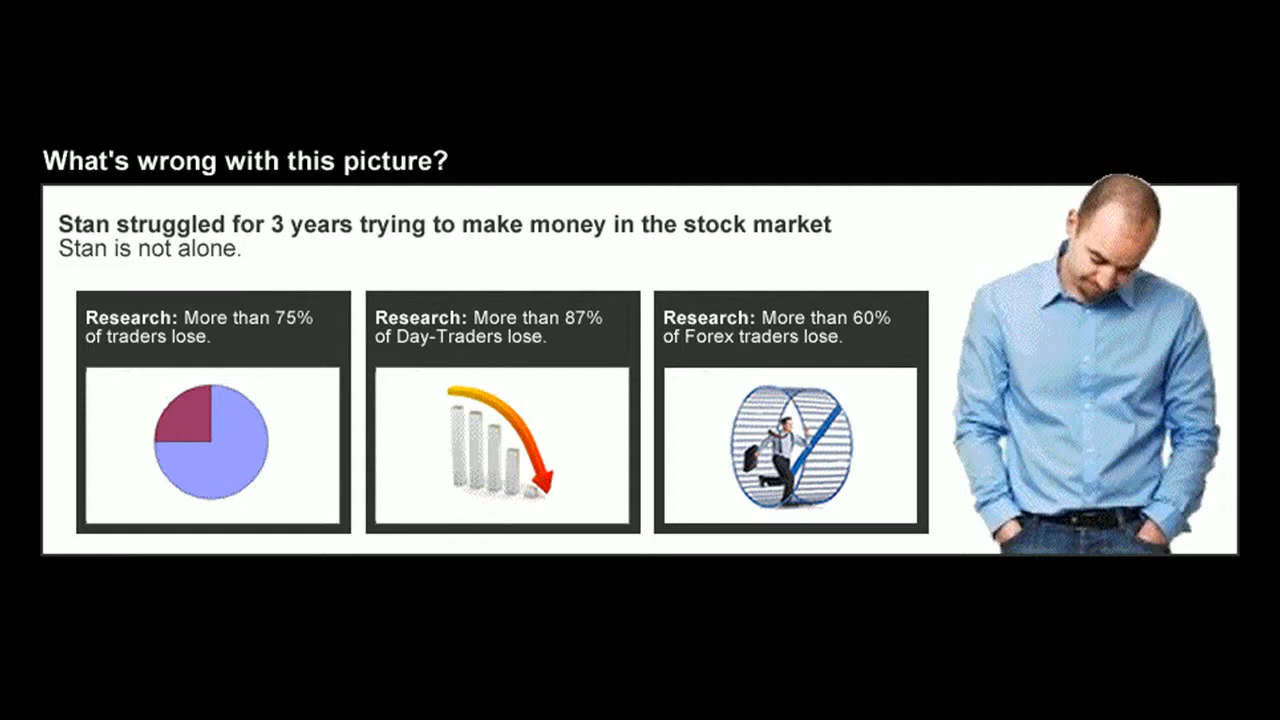 What's wrong with this picture?
Stan struggled for 3 years trying to make money in the stock market
Stan is not alone.
Research: More than 75%
of traders lose.
Research: More than 87%
of Day-Traders lose.
Research: More than 60%
of Forex traders lose.